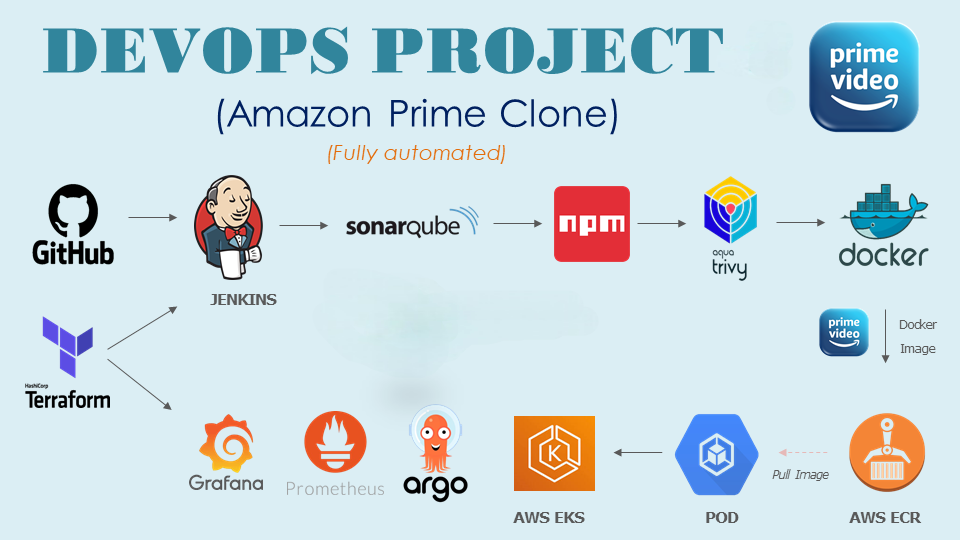 DEVOPS PROJECT
(Amazon Prime Clone)
(Fully automated)
prime
video
GitHub
JENKINS
sonarqube
npm
aqua
trivy
docker
HashiCorp
Terraform
prime
video
Docker
Image
Grafana
Prometheus
argo
K
AWS EKS
POD
Pull Image
AWS ECR